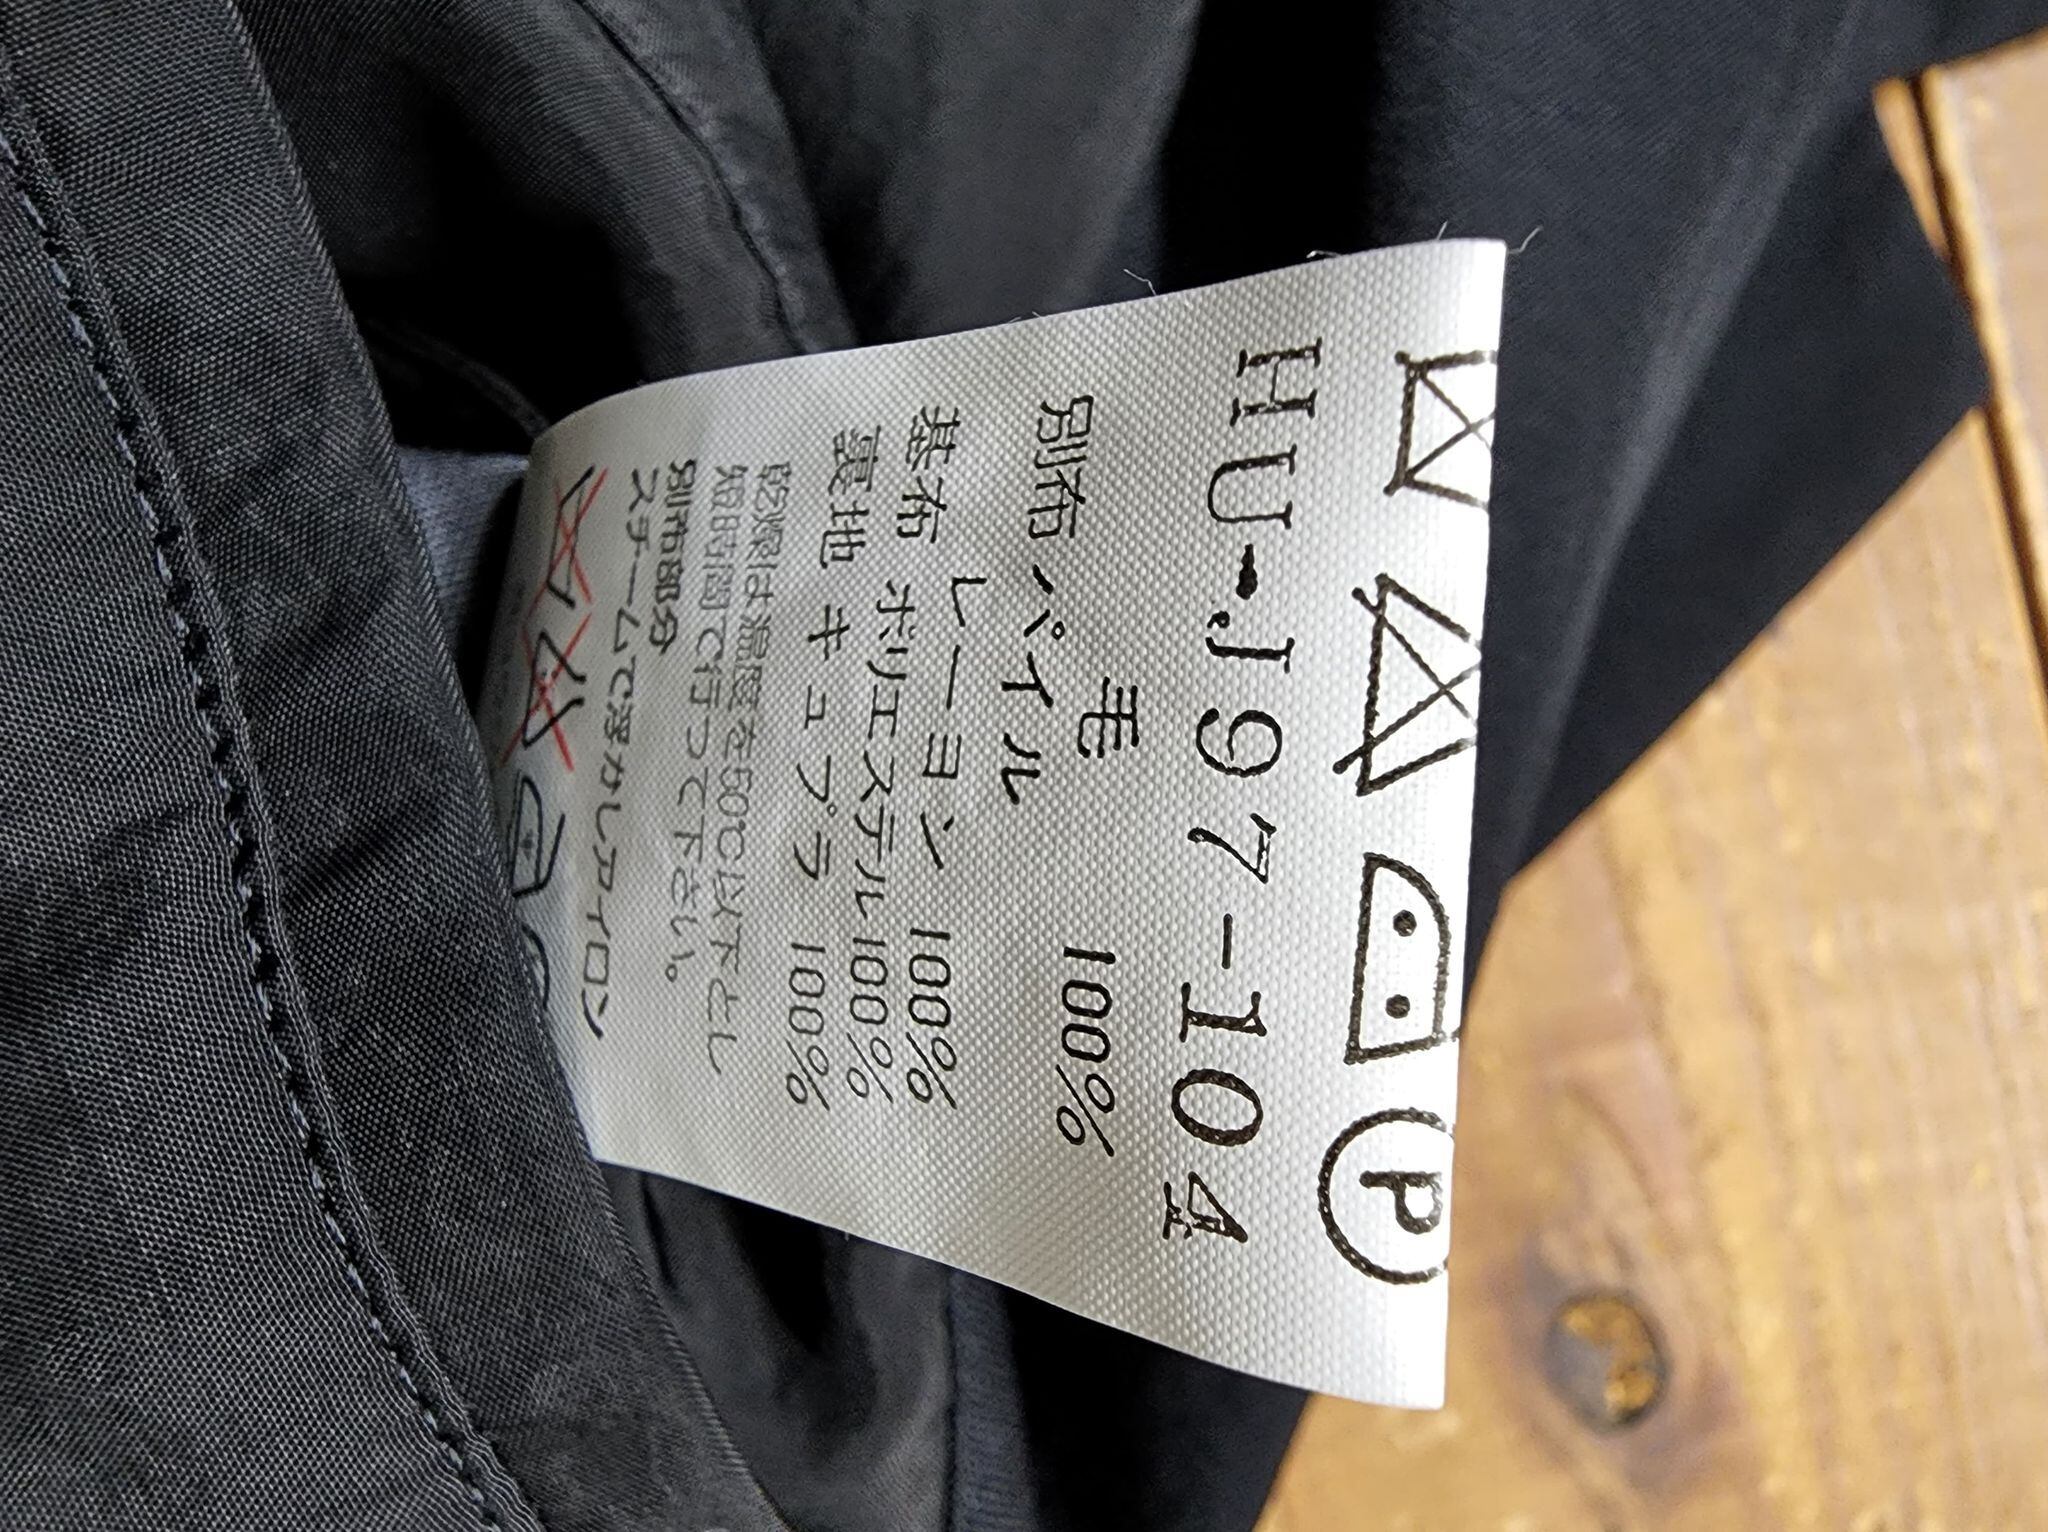 HU-J97-104
毛 100%
別布 パイル
レーヨン 100%
基布 ポリエステル100%
裏地 キュプラ 100%
乾燥は温度を50℃以下とし
短時間で行って下さい。
別布部分
スチームで浮かしアイロン
P